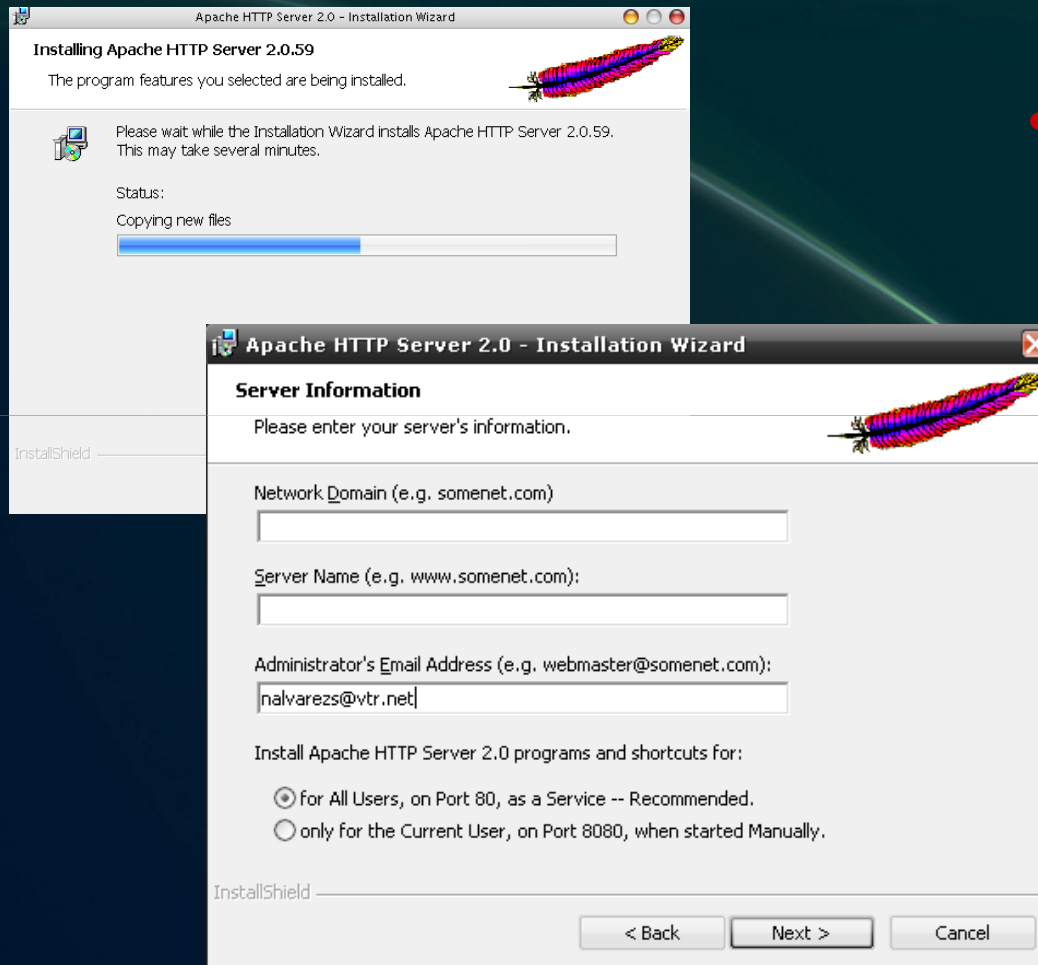 Apache HTTP Server 2.0 - Installation Wizard
Installing Apache HTTP Server 2.0.59
The program features you selected are being installed.
Please wait while the Installation Wizard installs Apache HTTP Server 2.0.59.
This may take several minutes.
Status:
Copying new files
InstallShield
Apache HTTP Server 2.0 - Installation Wizard
Server Information
Please enter your server's information.
Network Domain (e.g. somenet.com)
Server Name (e.g. www.somenet.com):
Administrator's Email Address (e.g. webmaster@somenet.com):
nalvarezs@vtr.net
Install Apache HTTP Server 2.0 programs and shortcuts for:
for All Users, on Port 80, as a Service -- Recommended.
only for the Current User, on Port 8080, when started Manually.
InstallShield
< Back Next > Cancel